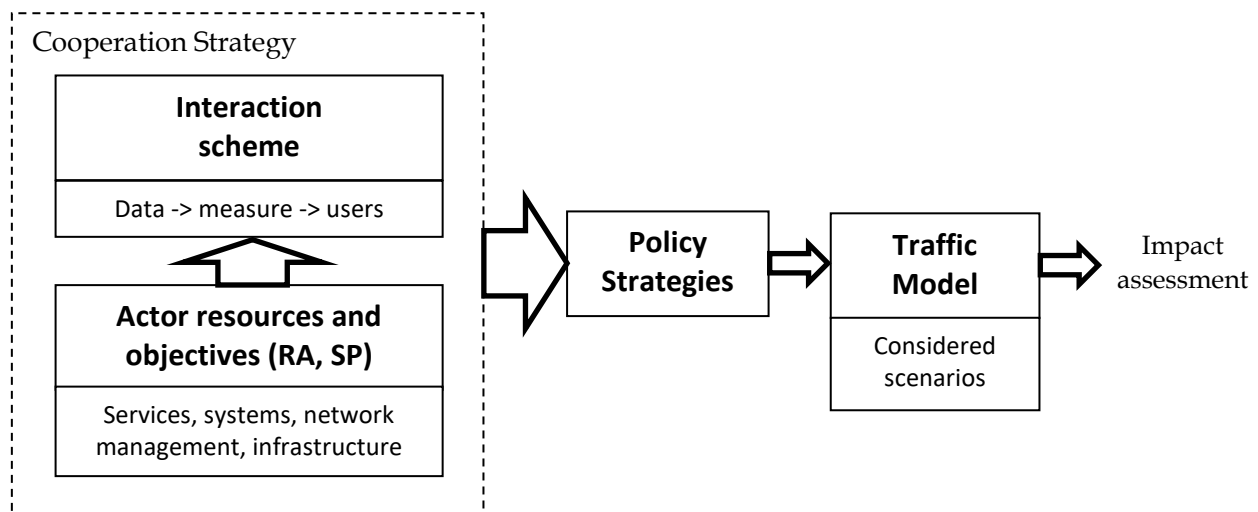 Cooperation Strategy
Interaction
scheme
Data -> measure -> users
Actor resources and
objectives (RA, SP)
Services, systems, network
management, infrastructure
Policy
Strategies
Traffic
Model
Considered
scenarios
Impact
assessment